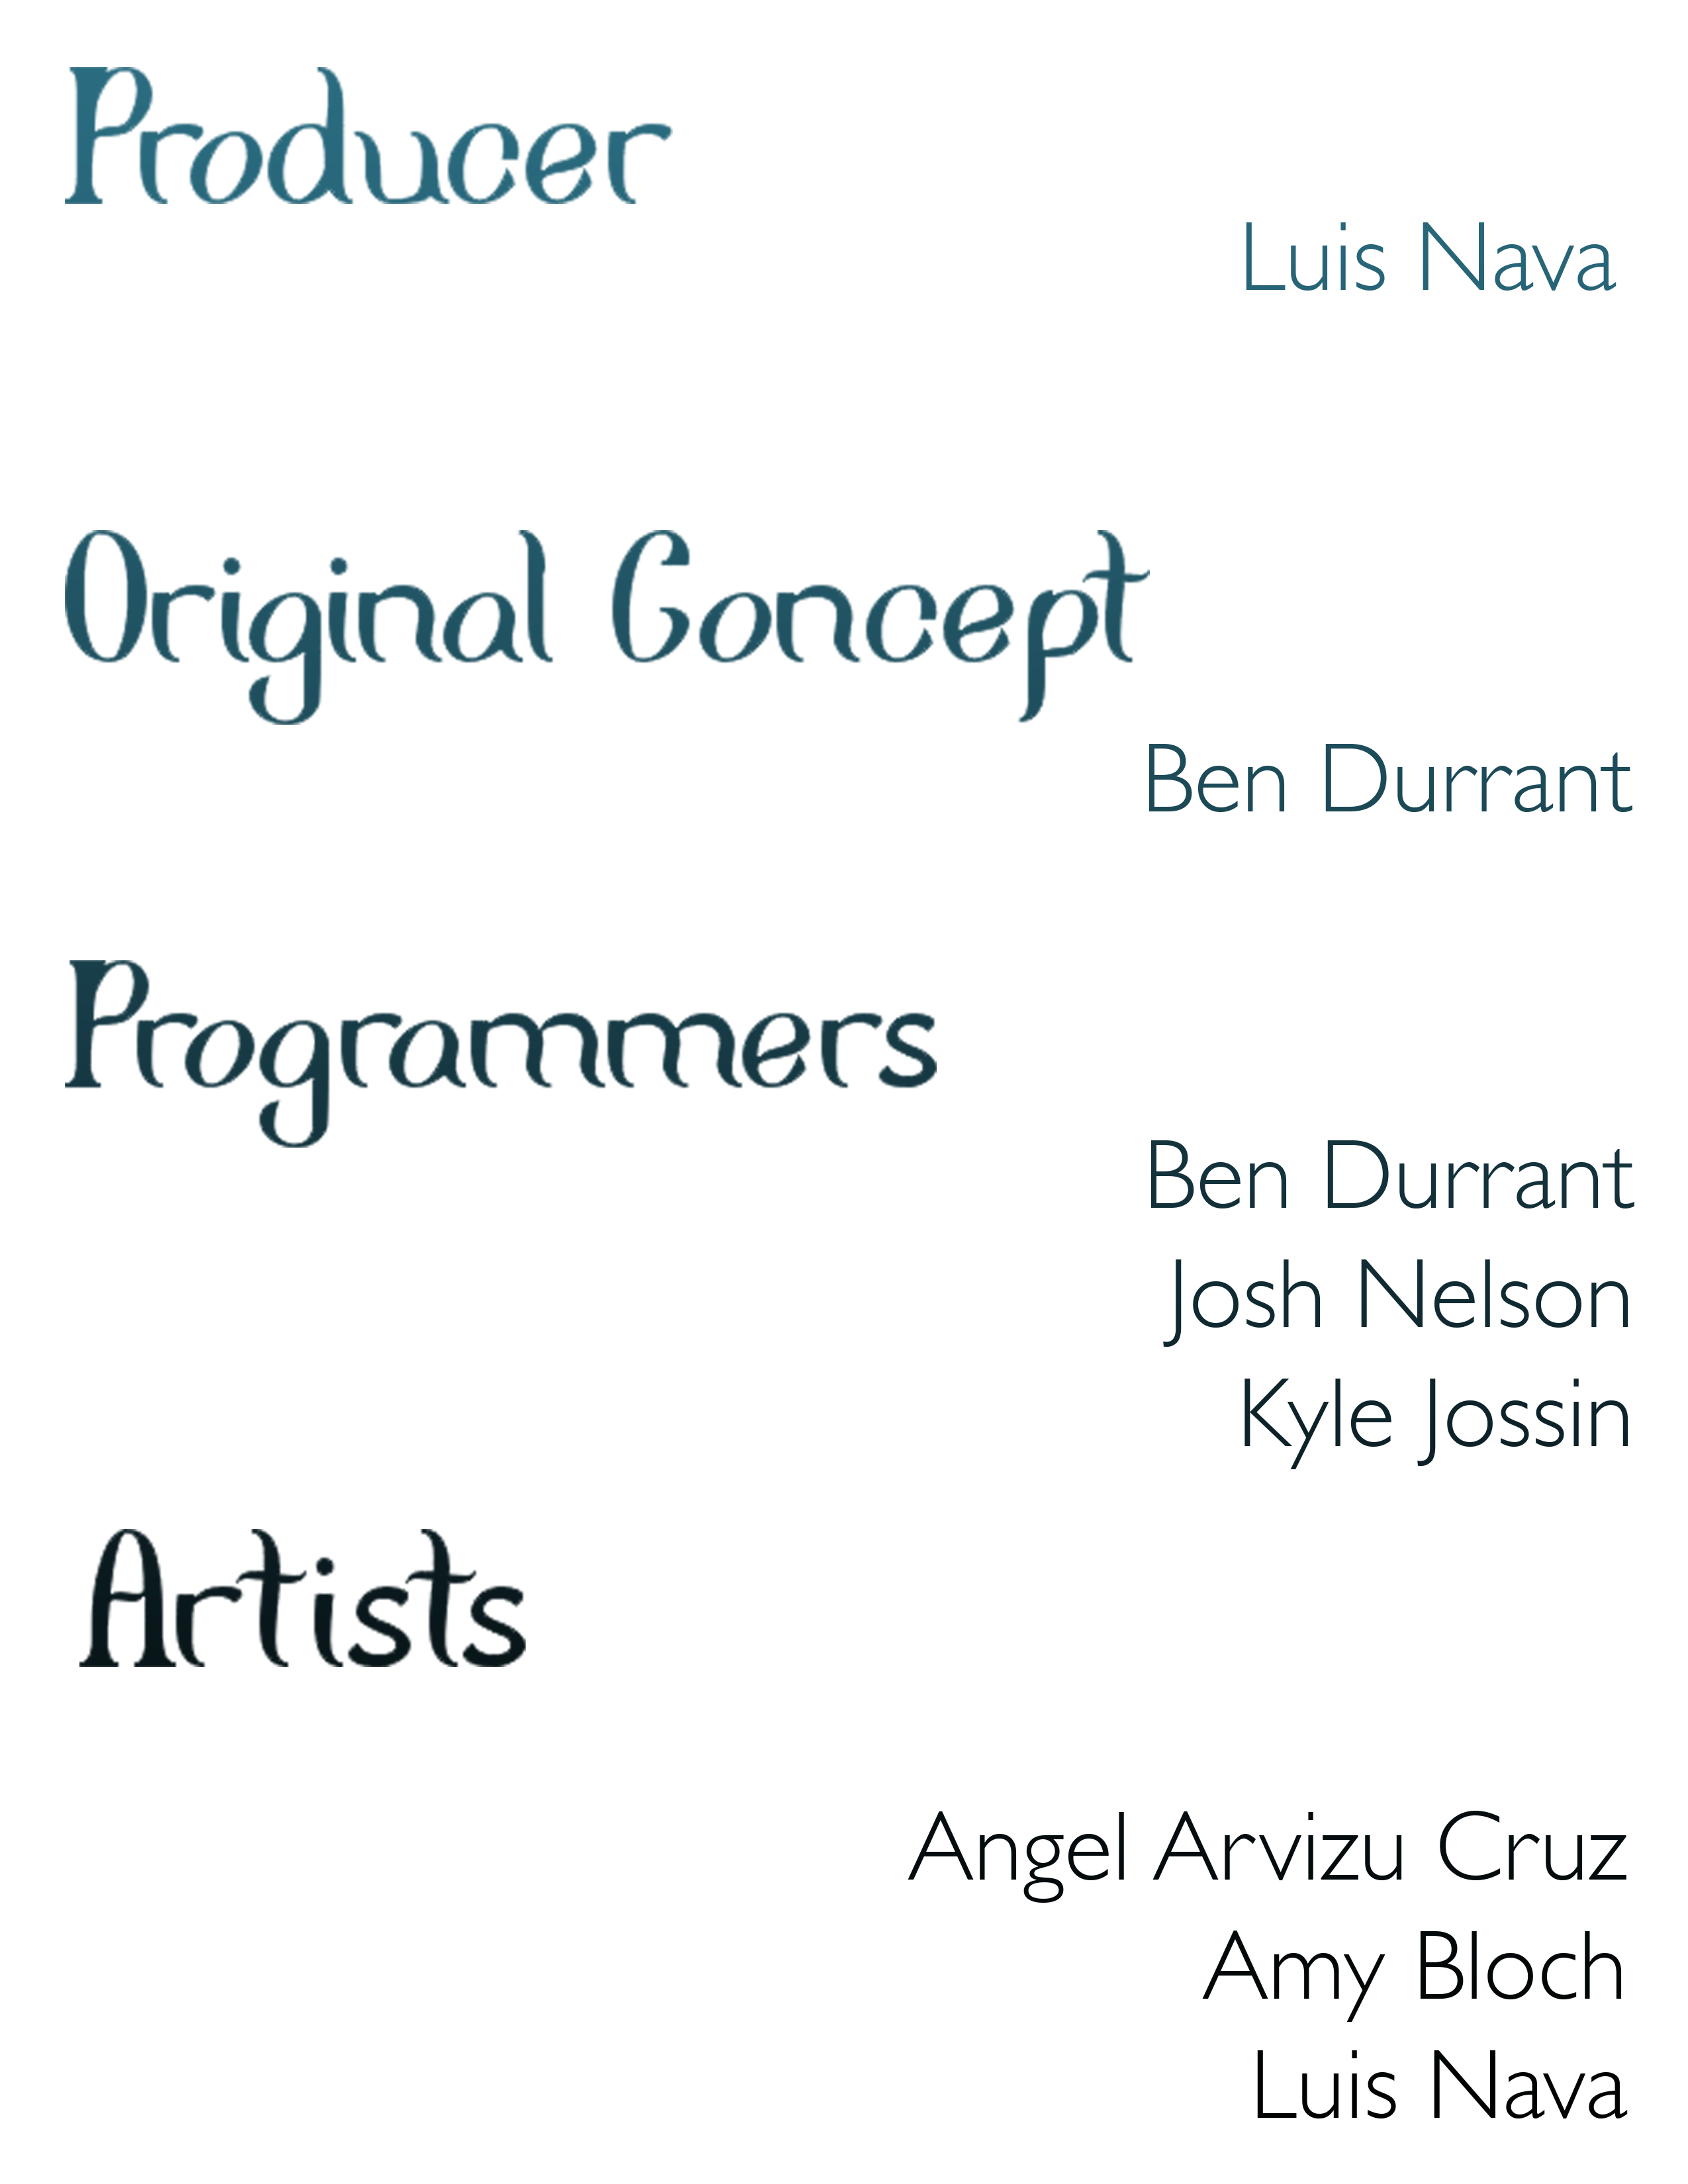 Producer
Luis Nava
Original Concept
Ben Durrant
Programmers
Ben Durrant
Josh Nelson
Kyle Jossin
Artists
Angel Arvizu Cruz
Amy Bloch
Luis Nava